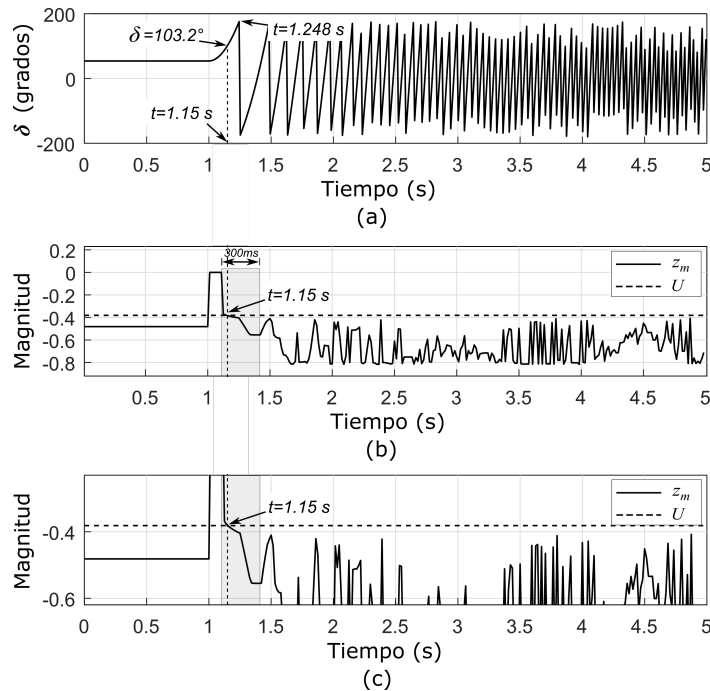 200
δ=103.2°
t=1.248 s
0
t=1.15 s
-200
δ (grados)
0 0.5 1 1.5 2 2.5 3 3.5 4 4.5 5
Tiempo (s)
(a)
0.2
300ms
0
t=1.15 s
-0.4
-0.6
-0.8
Magnitud
z_m
U
0.5 1 1.5 2 2.5 3 3.5 4 4.5 5
Tiempo (s)
(b)
t=1.15 s
-0.4
-0.6
Magnitud
z_m
U
0 0.5 1 1.5 2 2.5 3 3.5 4 4.5 5
Tiempo (s)
(c)